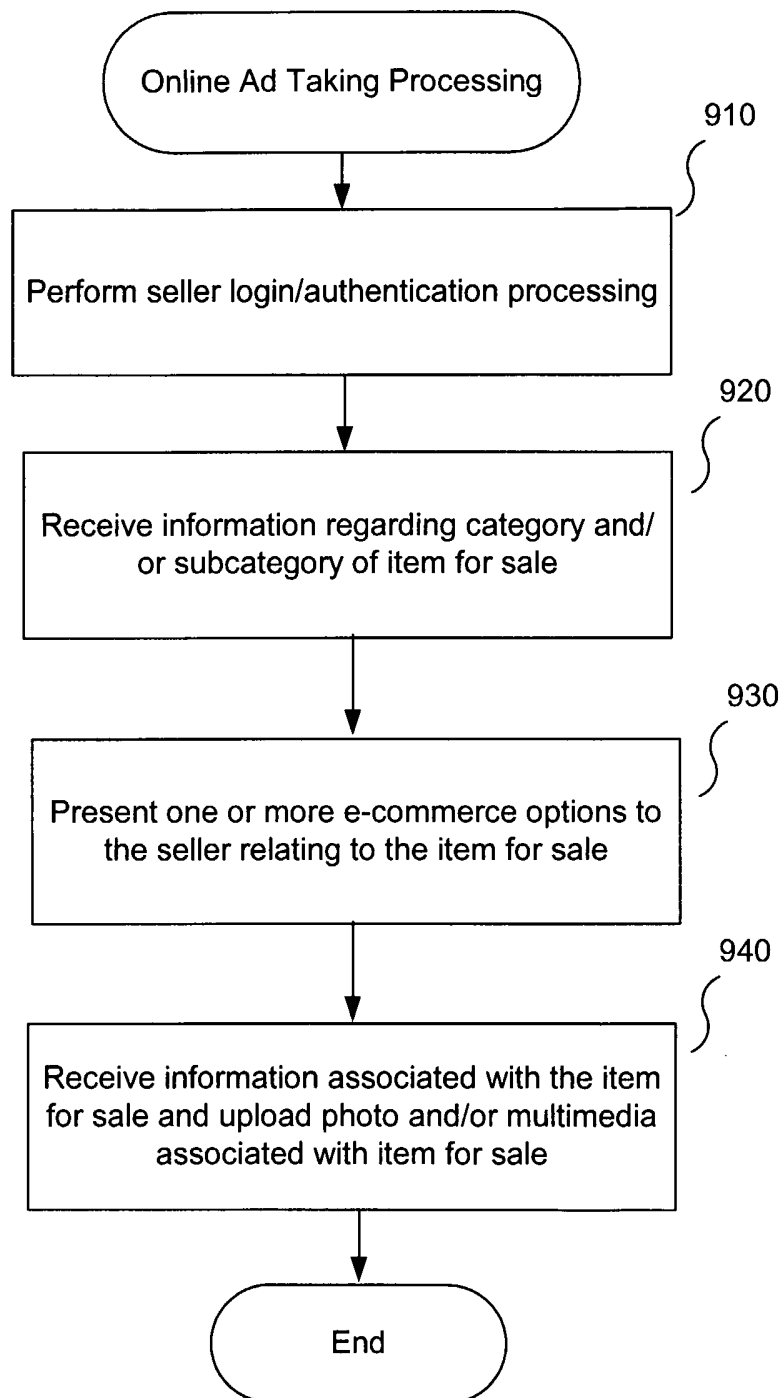 Online Ad Taking Processing
910
Perform seller login/authentication processing
920
Receive information regarding category and/
or subcategory of item for sale
930
Present one or more e-commerce options to
the seller relating to the item for sale
940
Receive information associated with the item
for sale and upload photo and/or multimedia
associated with item for sale
End